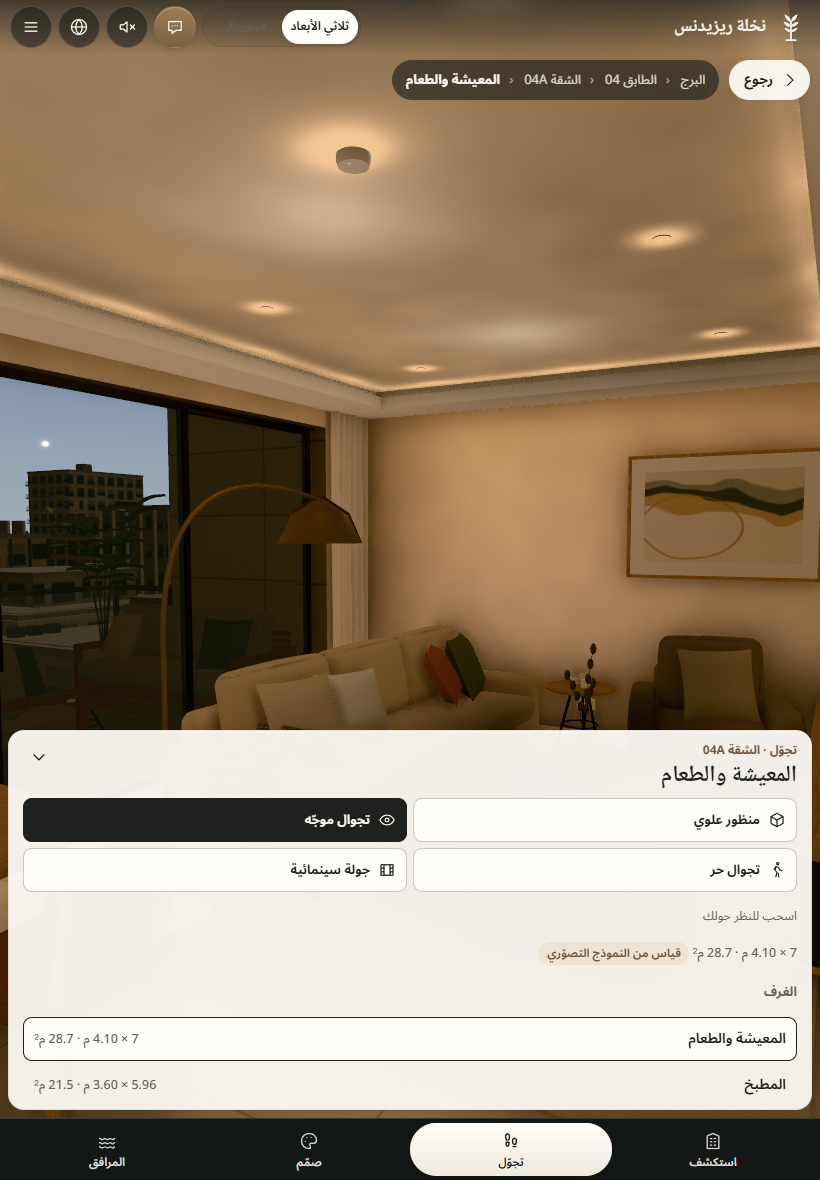 نخلة ريزيدنس
ثلاثي الأبعاد
رجوع
البرج › الطابق 04 › الشقة 04A › المعيشة والطعام
تجوّل · الشقة 04A
المعيشة والطعام
منظور علوي
تجوال موجّه
تجوال حر
جولة سينمائية
اسحب للنظر حولك
7 × 4.10 م · 28.7 م² قياس من النموذج التصوّري
الغرف
المعيشة والطعام 7 × 4.10 م · 28.7 م²
المطبخ 5.96 × 3.60 م · 21.5 م²
استكشف
تجوّل
صمّم
المرافق